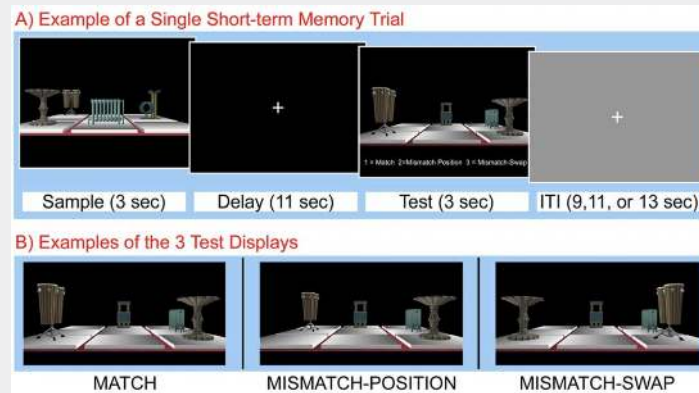 A) Example of a Single Short-term Memory Trial
1 = Match 2=Mismatch Position 3 = Mismatch-Swap
Sample (3 sec) Delay (11 sec) Test (3 sec) ITI (9,11, or 13 sec)
B) Examples of the 3 Test Displays
MATCH MISMATCH-POSITION MISMATCH-SWAP